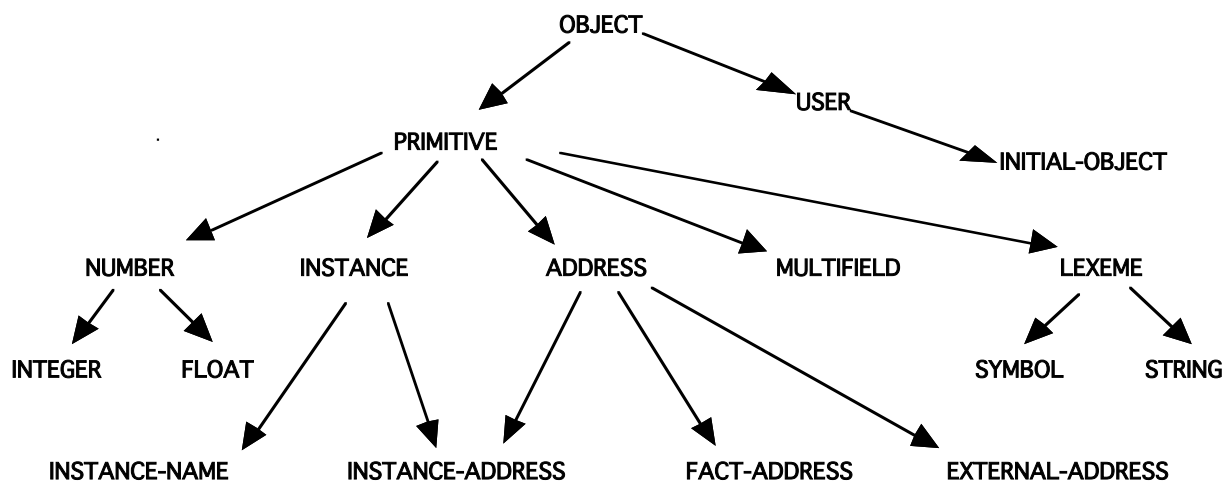 OBJECT
USER
PRIMITIVE
INITIAL-OBJECT
NUMBER
INSTANCE
ADDRESS
MULTIFIELD
LEXEME
INTEGER
FLOAT
SYMBOL
STRING
INSTANCE-NAME
INSTANCE-ADDRESS
FACT-ADDRESS
EXTERNAL-ADDRESS